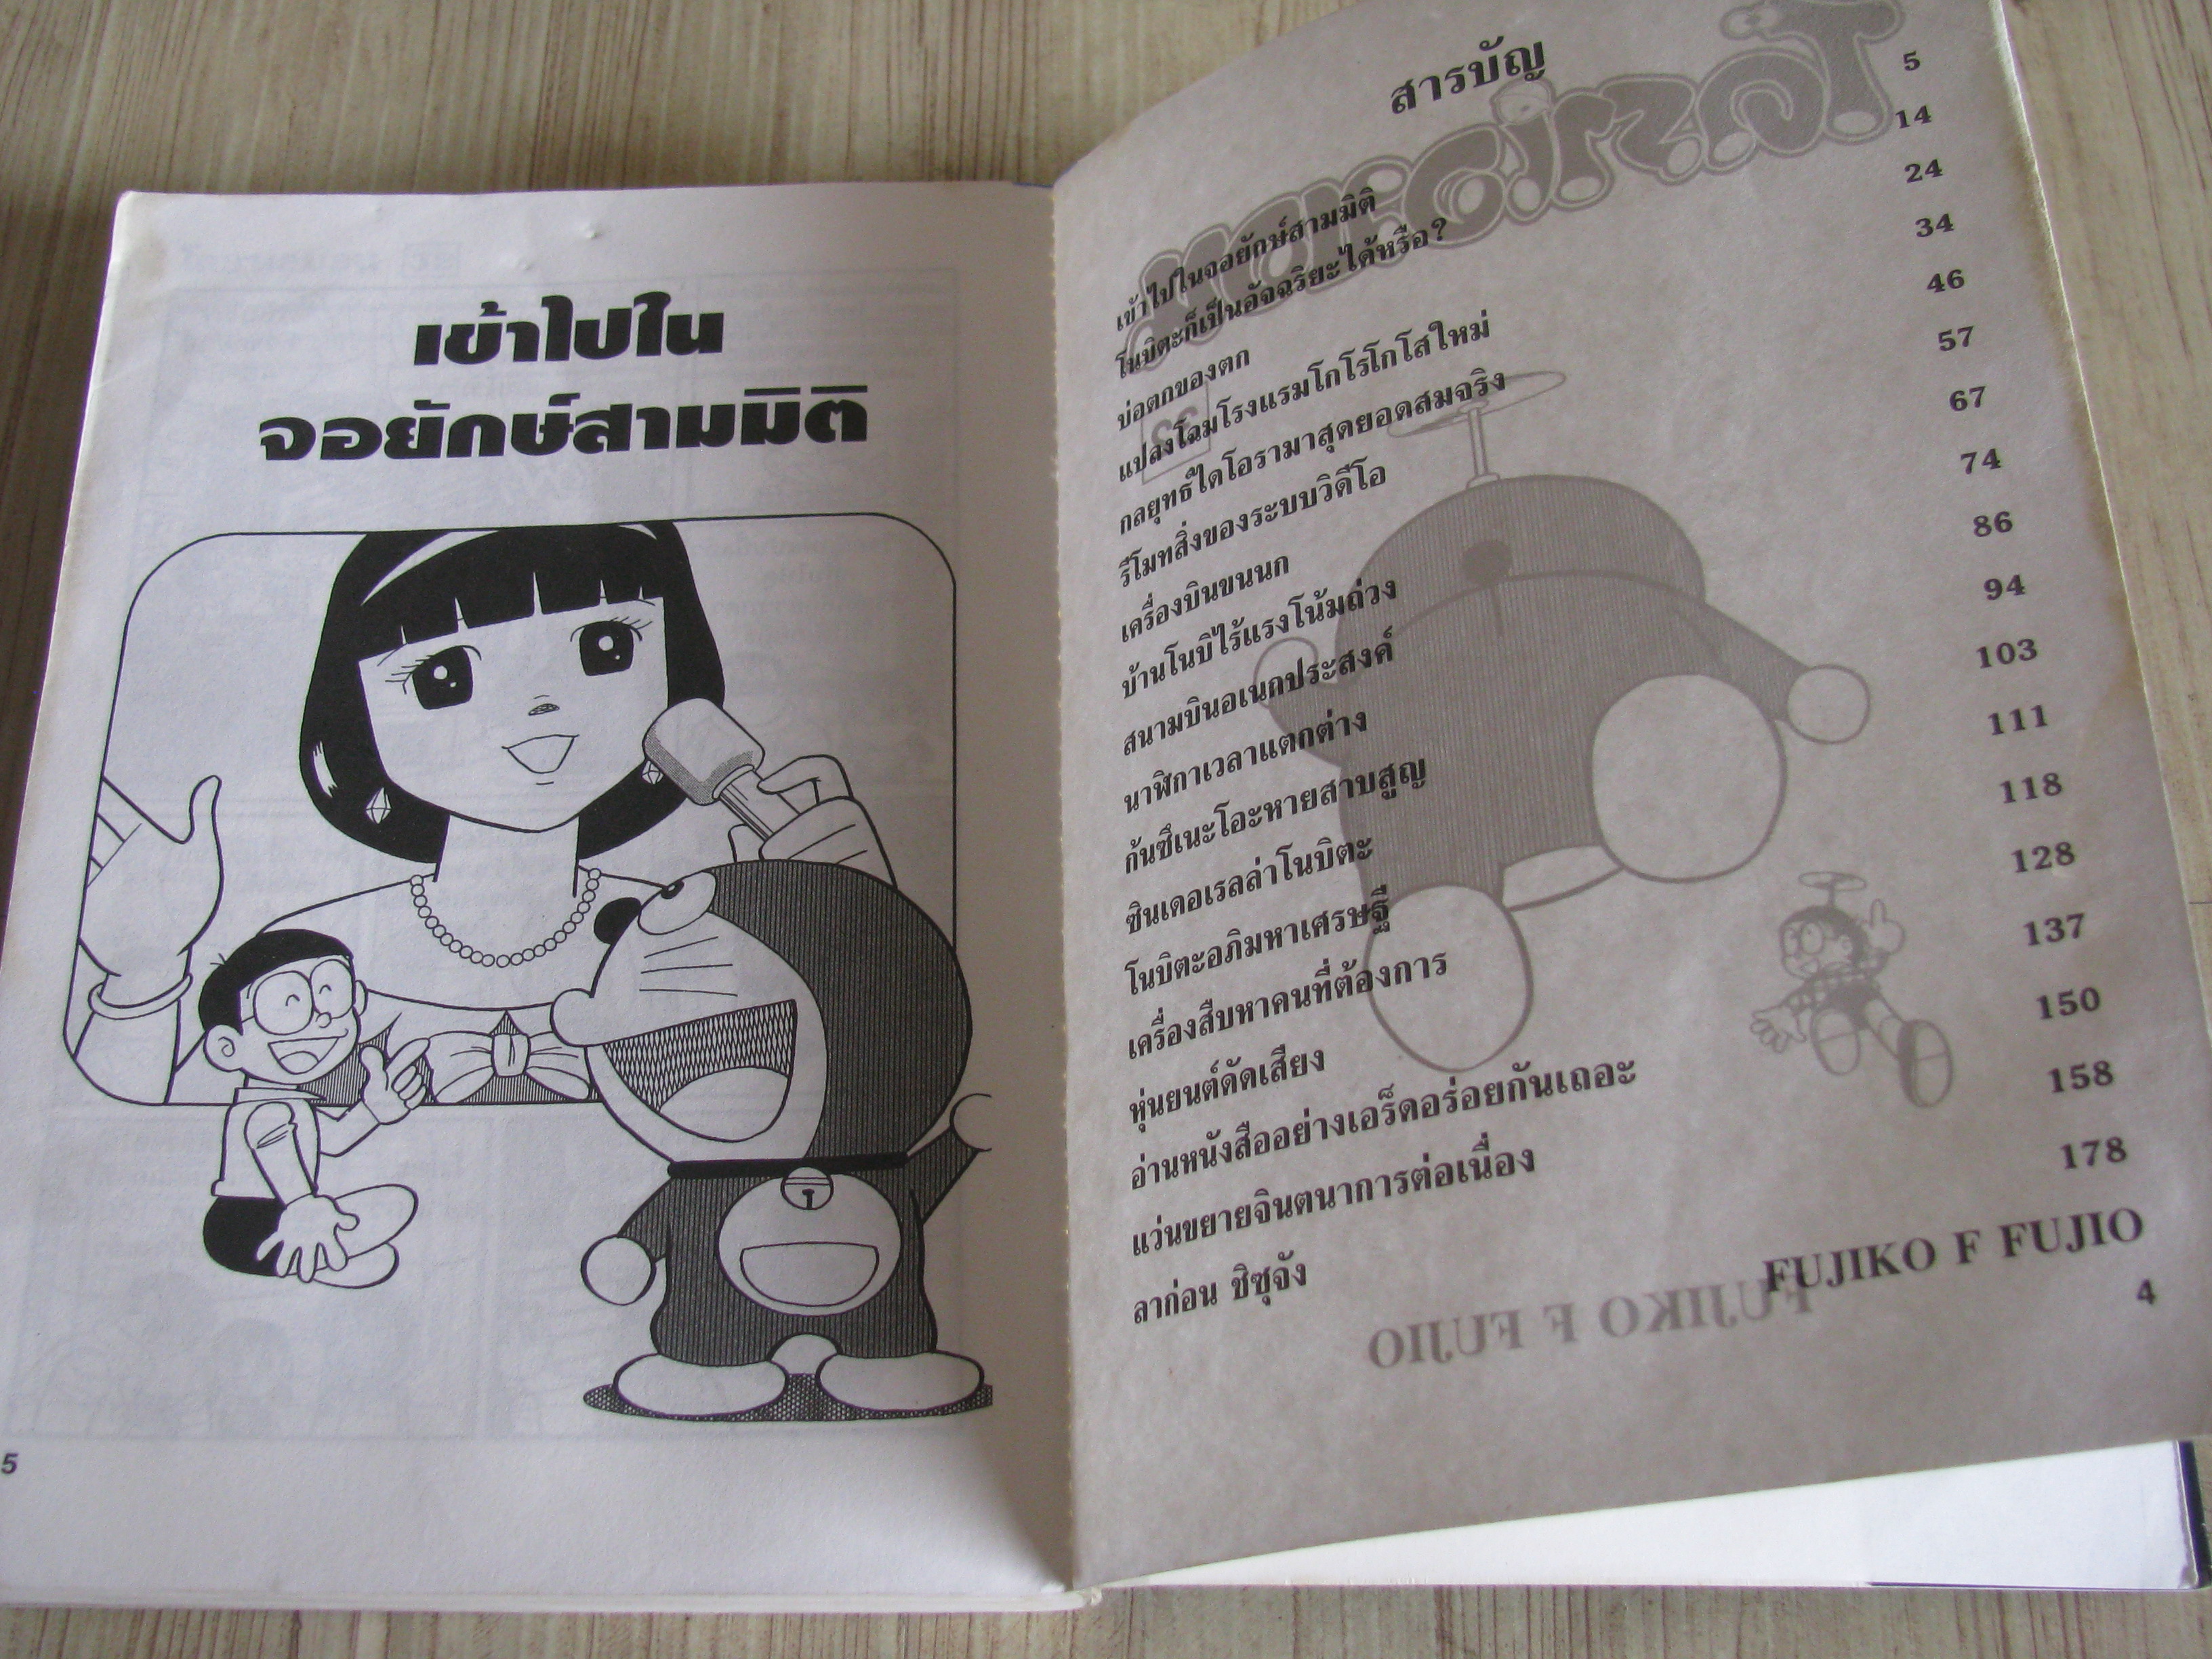 เข้าไปใน
จอยักษ์สามมิติ
5
สารบัญ
เข้าไปในจอยักษ์สามมิติ 5
โนบิตะก็เป็นอัจฉริยะได้หรือ? 14
บ่อตกของตก 24
แปลงโฉมโรงแรมโกโรโกโสใหม่ 34
กลยุทธ์ไดโอรามาสุดยอดสมจริง 46
รีโมทสิ่งของระบบวิดีโอ 57
เครื่องบินขนนก 67
บ้านโนบิไร้แรงโน้มถ่วง 74
สนามบินอเนกประสงค์ 86
นาฬิกาเวลาแตกต่าง 94
ก้นซึเนะโอะหายสาบสูญ 103
ซินเดอเรลล่าโนบิตะ 111
โนบิตะอภิมหาเศรษฐี 118
เครื่องสืบหาคนที่ต้องการ 128
หุ่นยนต์ดัดเสียง 137
อ่านหนังสืออย่างเอร็ดอร่อยกันเถอะ 150
แว่นขยายจินตนาการต่อเนื่อง 158
ลาก่อน ชิซุจัง 178
FUJIKO F FUJIO
4